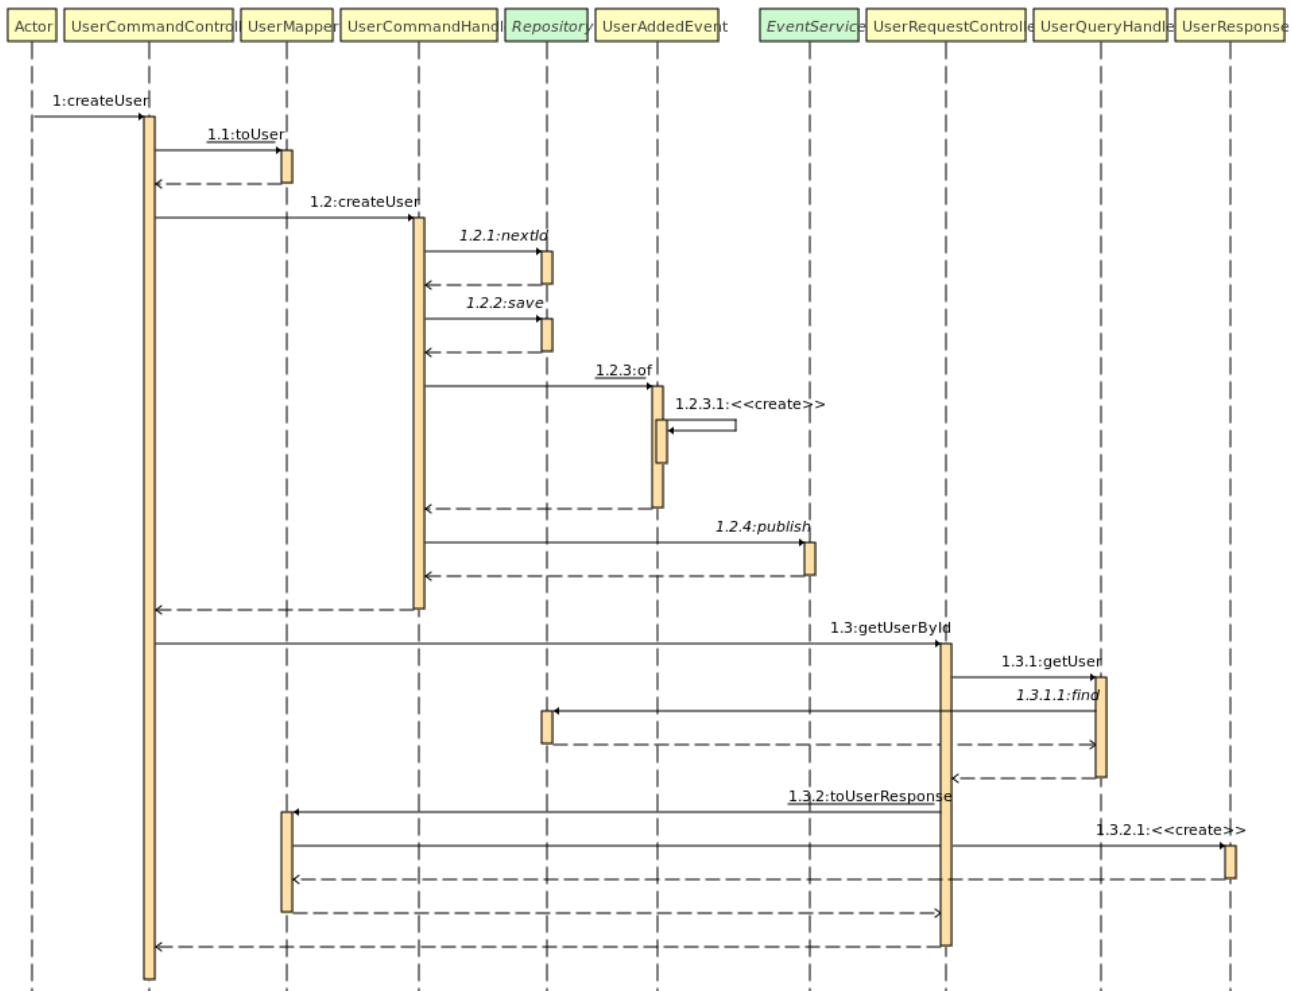 Actor UserCommandControl UserMapper UserCommandHandl Repository UserAddedEvent EventService UserRequestControlle UserQueryHandle UserResponse
1:createUser
1.1:toUser
1.2:createUser
1.2.1:nextId
1.2.2:save
1.2.3:of
1.2.3.1:<<create>>
1.2.4:publish
1.3:getUserById
1.3.1:getUser
1.3.1.1:find
1.3.2:toUserResponse
1.3.2.1:<<create>>